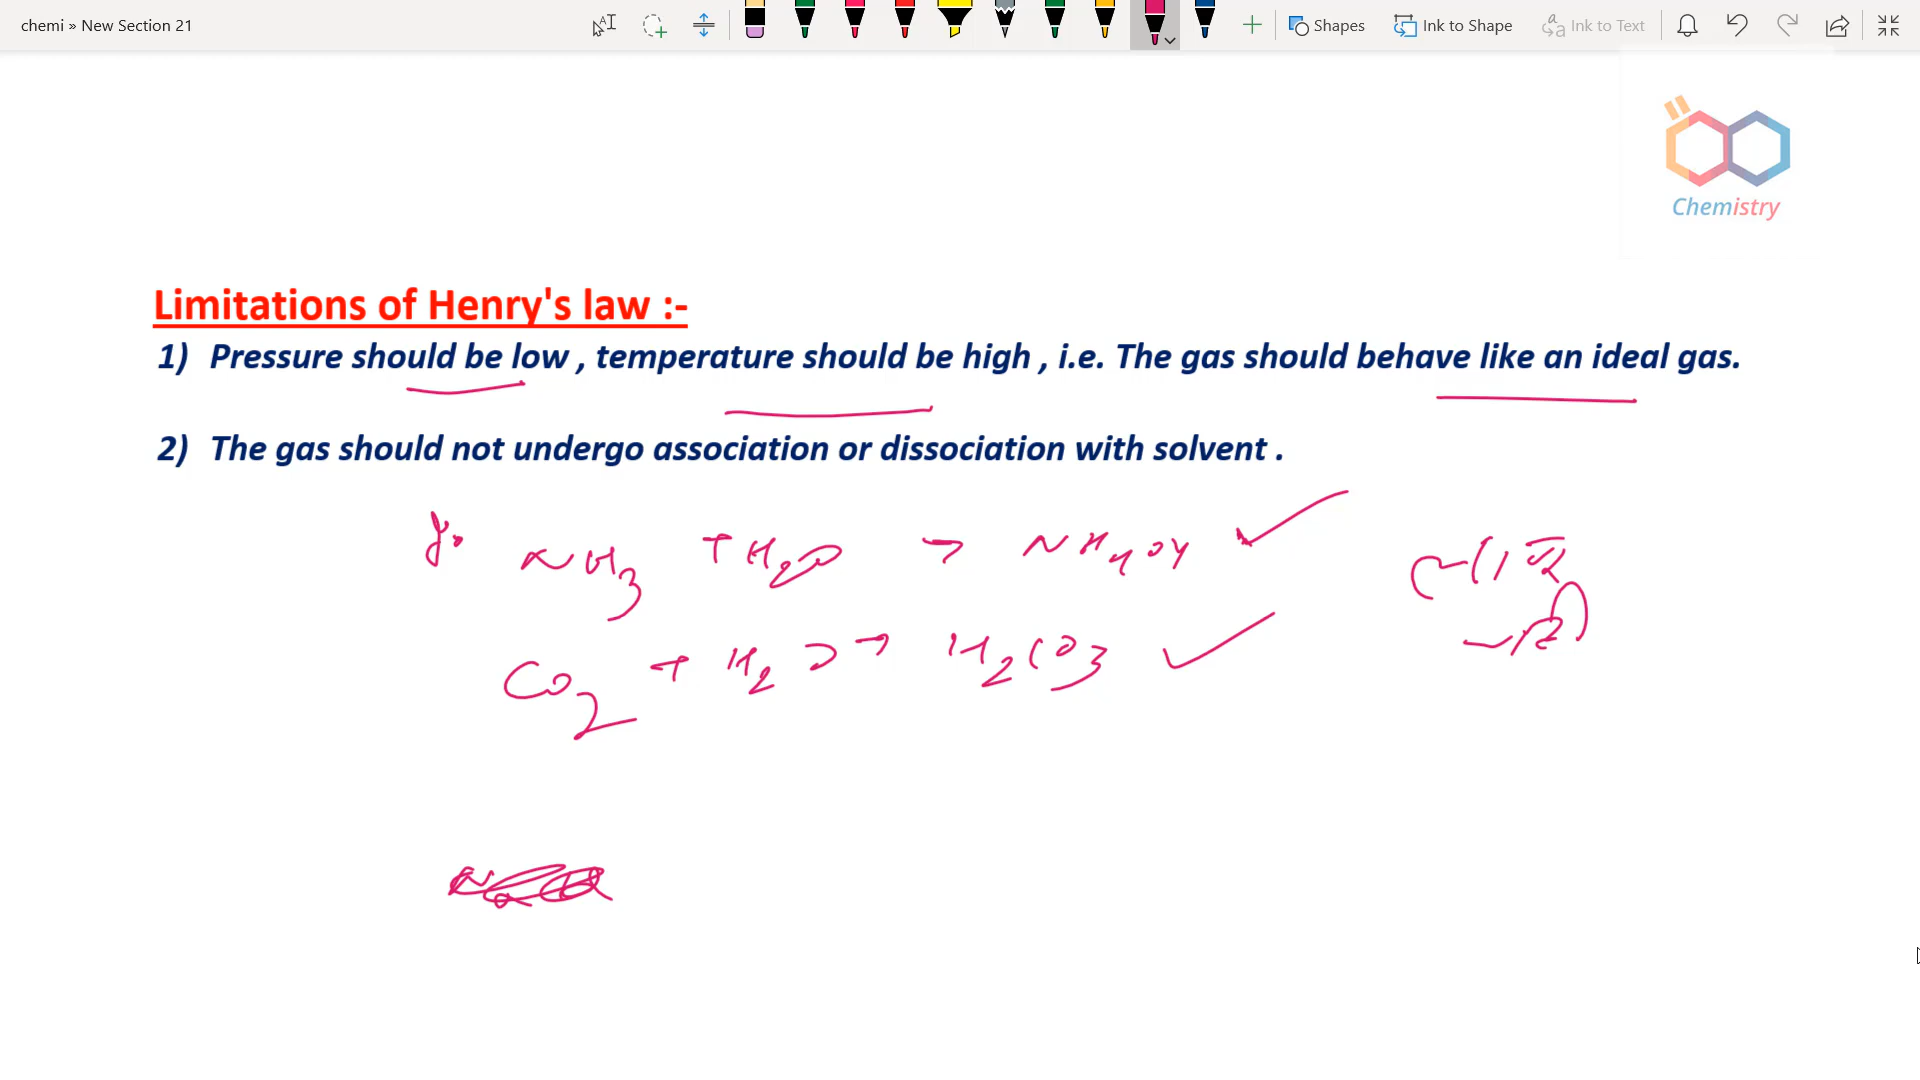 chemi » New Section 21
Shapes
Ink to Shape
Ink to Text
Chemistry
Limitations of Henry's law :-
1) Pressure should be low , temperature should be high , i.e. The gas should behave like an ideal gas.
2) The gas should not undergo association or dissociation with solvent .
NH3 + H2O → NH4OH
CO2 + H2O → H2CO3